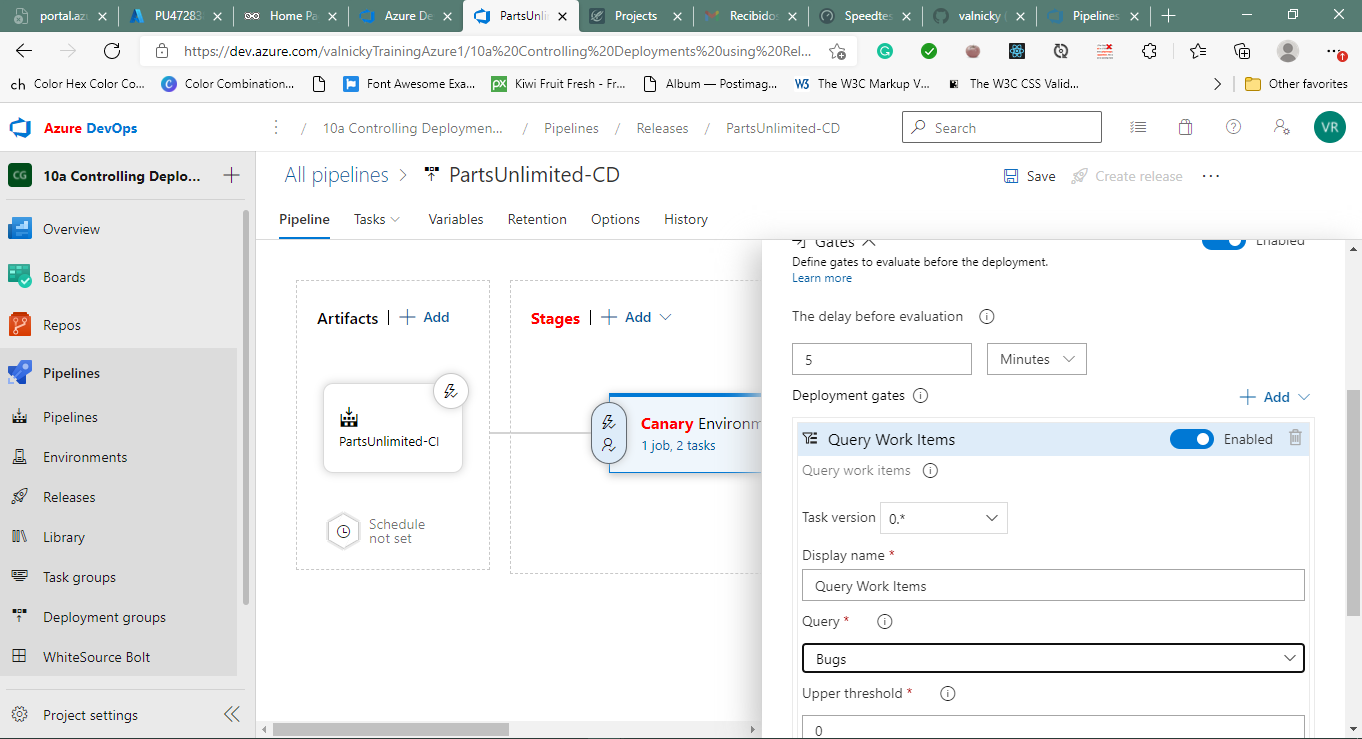 portal.azu
PU47283
Home Pa
Azure De
PartsUnlin
Projects
Recibidos
Speedtes
valnicky (
Pipelines
https://dev.azure.com/valnickyTrainingAzure1/10a%20Controlling%20Deployments%20using%20Rel...
ch Color Hex Color Co...
Color Combination...
Font Awesome Exa...
Kiwi Fruit Fresh - Fr...
Album — Postimag...
The W3C Markup V...
The W3C CSS Valid...
Other favorites
Azure DevOps
/ 10a Controlling Deploymen... / Pipelines / Releases / PartsUnlimited-CD
Search
VR
CG 10a Controlling Deplo...
Overview
Boards
Repos
Pipelines
Pipelines
Environments
Releases
Library
Task groups
Deployment groups
WhiteSource Bolt
Project settings
All pipelines > PartsUnlimited-CD
Save
Create release
Pipeline
Tasks
Variables
Retention
Options
History
Artifacts | Add
PartsUnlimited-CI
Schedule
not set
Stages | Add
Canary Environm
1 job, 2 tasks
Gates
Enabled
Define gates to evaluate before the deployment.
Learn more
The delay before evaluation
5
Minutes
Deployment gates
Add
Query Work Items
Enabled
Query work items
Task version 0.*
Display name *
Query Work Items
Query *
Bugs
Upper threshold *
0